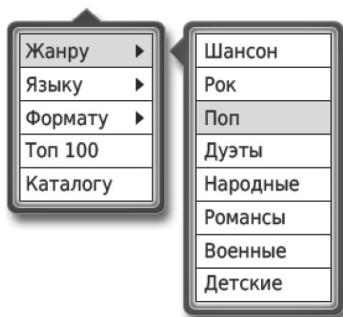 Жанру
Языку
Формату
Топ 100
Каталогу
Шансон
Рок
Поп
Дуэты
Народные
Романсы
Военные
Детские